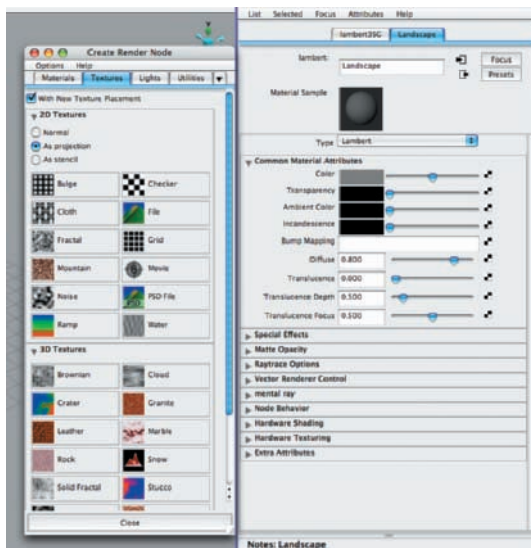 List Selected Focus Attributes Help
lambert3SG Landscape
lambert: Landscape
Focus
Presets
Material Sample
Type Lambert
Common Material Attributes
Color
Transparency
Ambient Color
Incandescence
Bump Mapping
Diffuse 0.800
Translucence 0.000
Translucence Depth 0.500
Translucence Focus 0.500
Special Effects
Matte Opacity
Raytrace Options
Vector Renderer Control
mental ray
Node Behavior
Hardware Shading
Hardware Texturing
Extra Attributes
Notes: Landscape
Create Render Node
Options Help
Materials Textures Lights Utilities
With New Texture Placement
2D Textures
Normal
As projection
As stencil
Bulge Checker
Cloth File
Fractal Grid
Mountain Movie
Noise PSD File
Ramp Water
3D Textures
Brownian Cloud
Crater Granite
Leather Marble
Rock Snow
Solid Fractal Stucco
Close